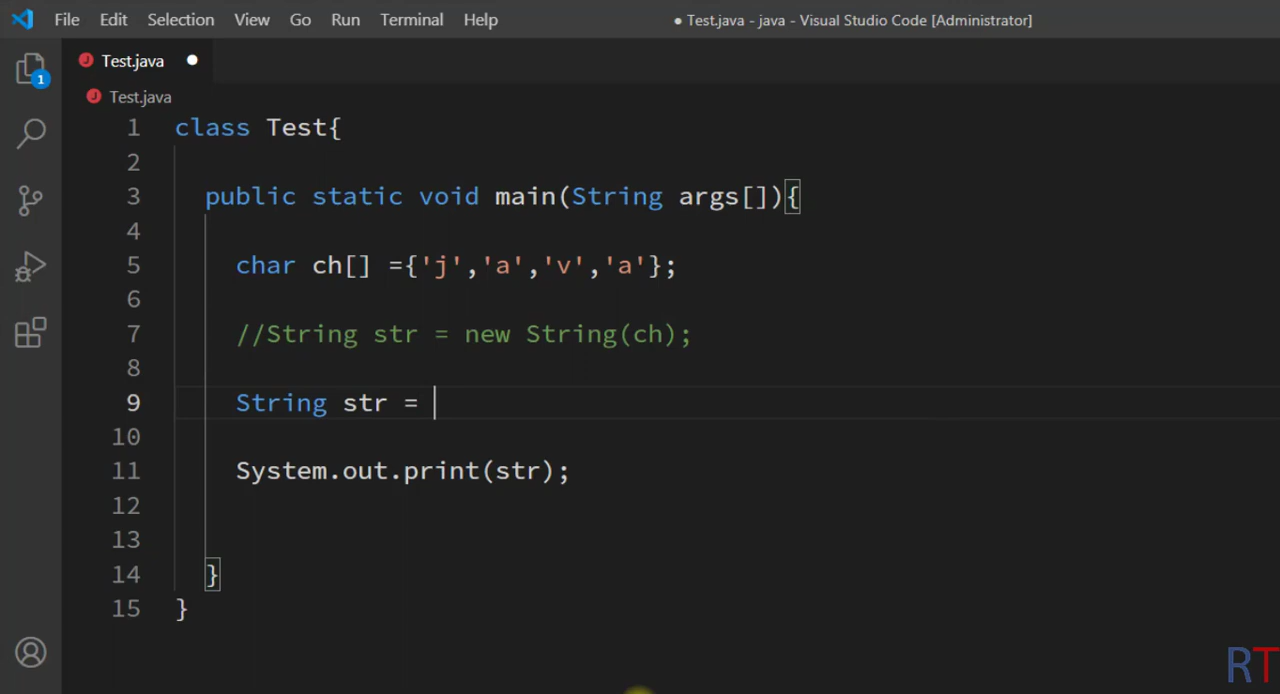 File Edit Selection View Go Run Terminal Help ● Test.java - java - Visual Studio Code [Administrator]
1
Test.java
Test.java
1 class Test{
2
3 public static void main(String args[]){
4
5 char ch[] ={'j','a','v','a'};
6
7 //String str = new String(ch);
8
9 String str =
10
11 System.out.print(str);
12
13
14 }
15 }
RT